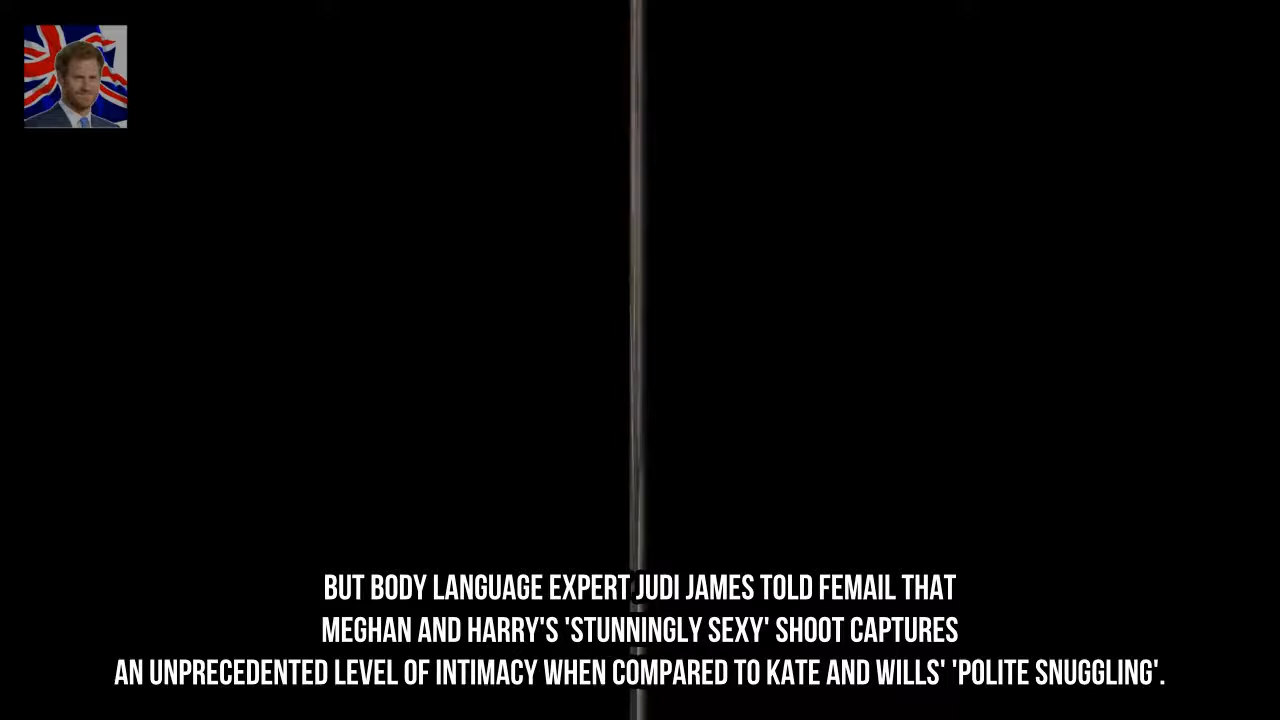 BUT BODY LANGUAGE EXPERT JUDI JAMES TOLD FEMAIL THAT
MEGHAN AND HARRY'S 'STUNNINGLY SEXY' SHOOT CAPTURES
AN UNPRECEDENTED LEVEL OF INTIMACY WHEN COMPARED TO KATE AND WILLS' 'POLITE SNUGGLING'.